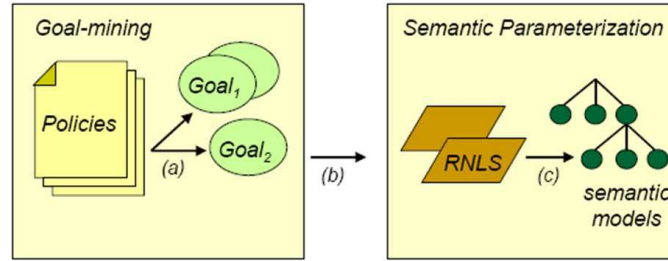 Goal-mining
Policies
Goal1
Goal2
(a)
(b)
Semantic Parameterization
RNLS
(c)
semantic
models